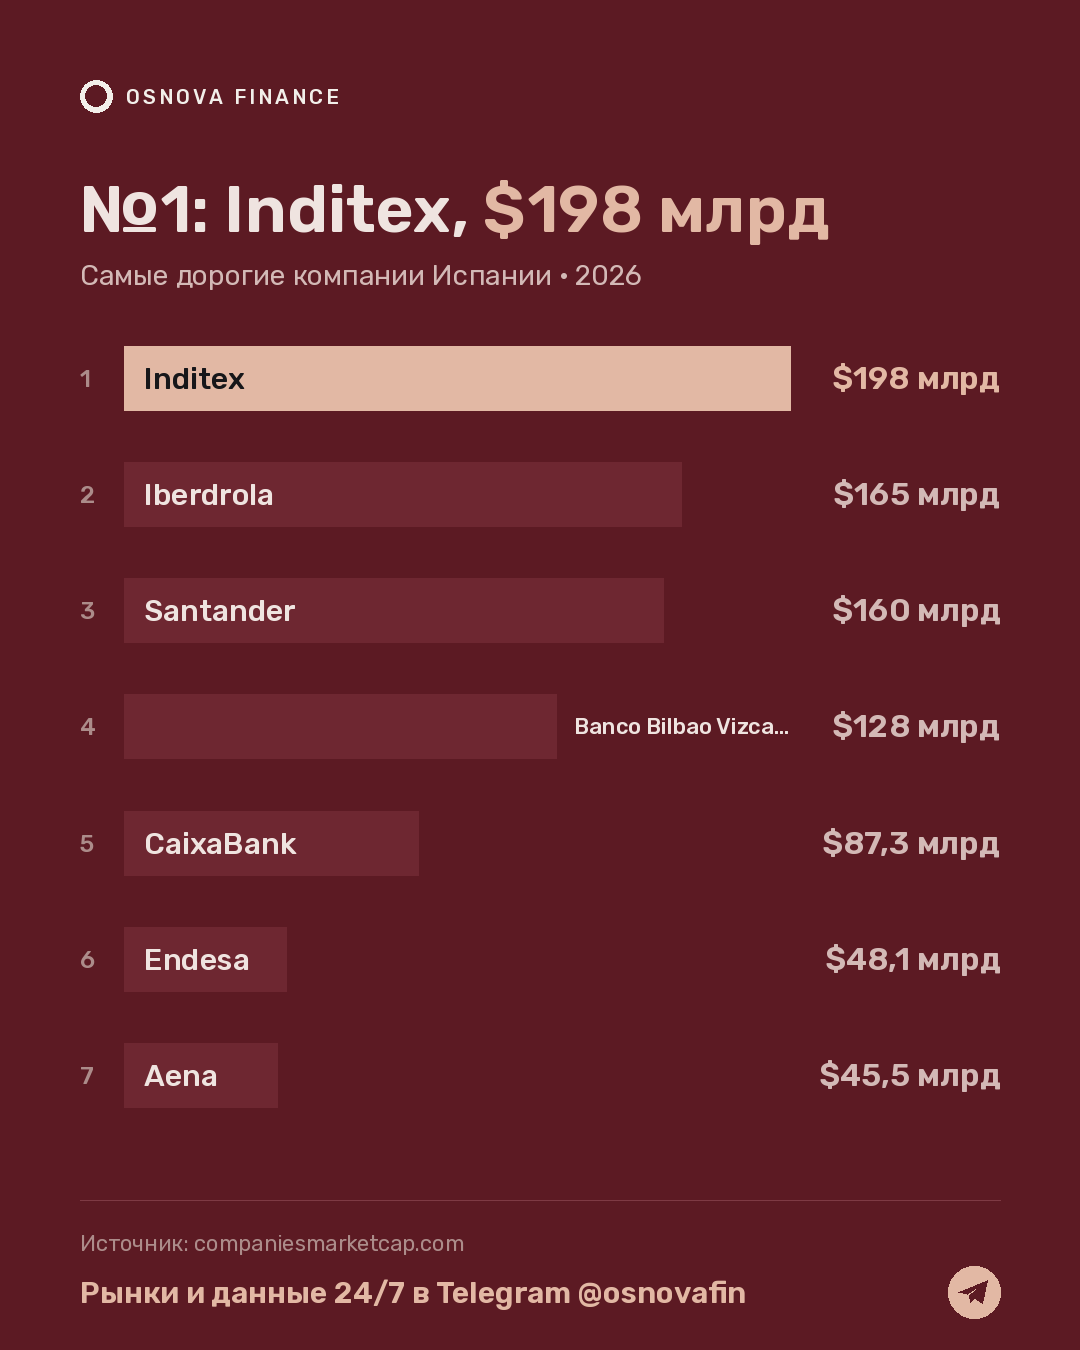 OSNOVA FINANCE
№1: Inditex, $198 млрд
Самые дорогие компании Испании • 2026
1 Inditex $198 млрд
2 Iberdrola $165 млрд
3 Santander $160 млрд
4 Banco Bilbao Vizca... $128 млрд
5 CaixaBank $87,3 млрд
6 Endesa $48,1 млрд
7 Aena $45,5 млрд
Источник: companiesmarketcap.com
Рынки и данные 24/7 в Telegram @osnovafin